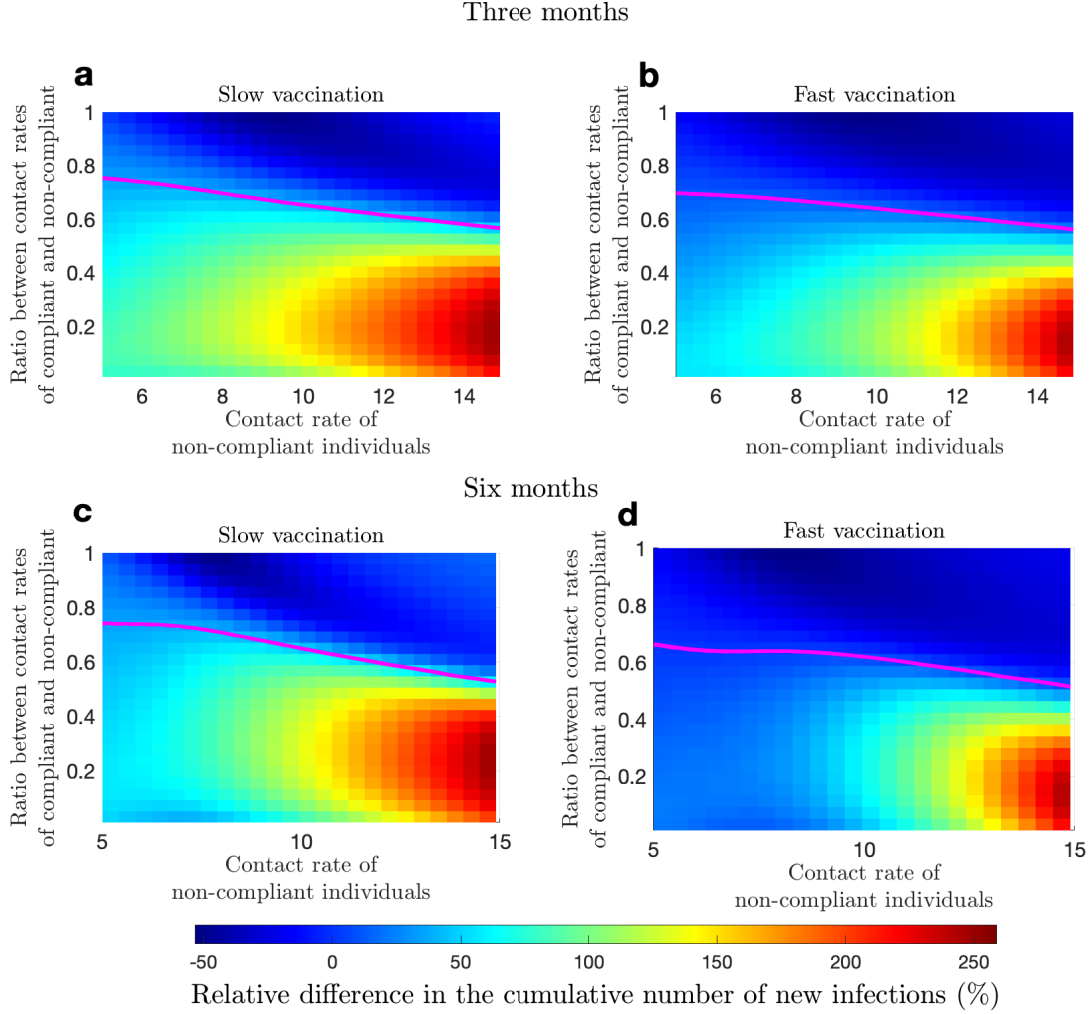 Three months
a
Slow vaccination
Ratio between contact rates
of compliant and non-compliant
1
0.8
0.6
0.4
0.2
6 8 10 12 14
Contact rate of
non-compliant individuals
b
Fast vaccination
Ratio between contact rates
of compliant and non-compliant
1
0.8
0.6
0.4
0.2
6 8 10 12 14
Contact rate of
non-compliant individuals
Six months
c
Slow vaccination
Ratio between contact rates
of compliant and non-compliant
1
0.8
0.6
0.4
0.2
5 10 15
Contact rate of
non-compliant individuals
d
Fast vaccination
Ratio between contact rates
of compliant and non-compliant
1
0.8
0.6
0.4
0.2
5 10 15
Contact rate of
non-compliant individuals
-50 0 50 100 150 200 250
Relative difference in the cumulative number of new infections (%)